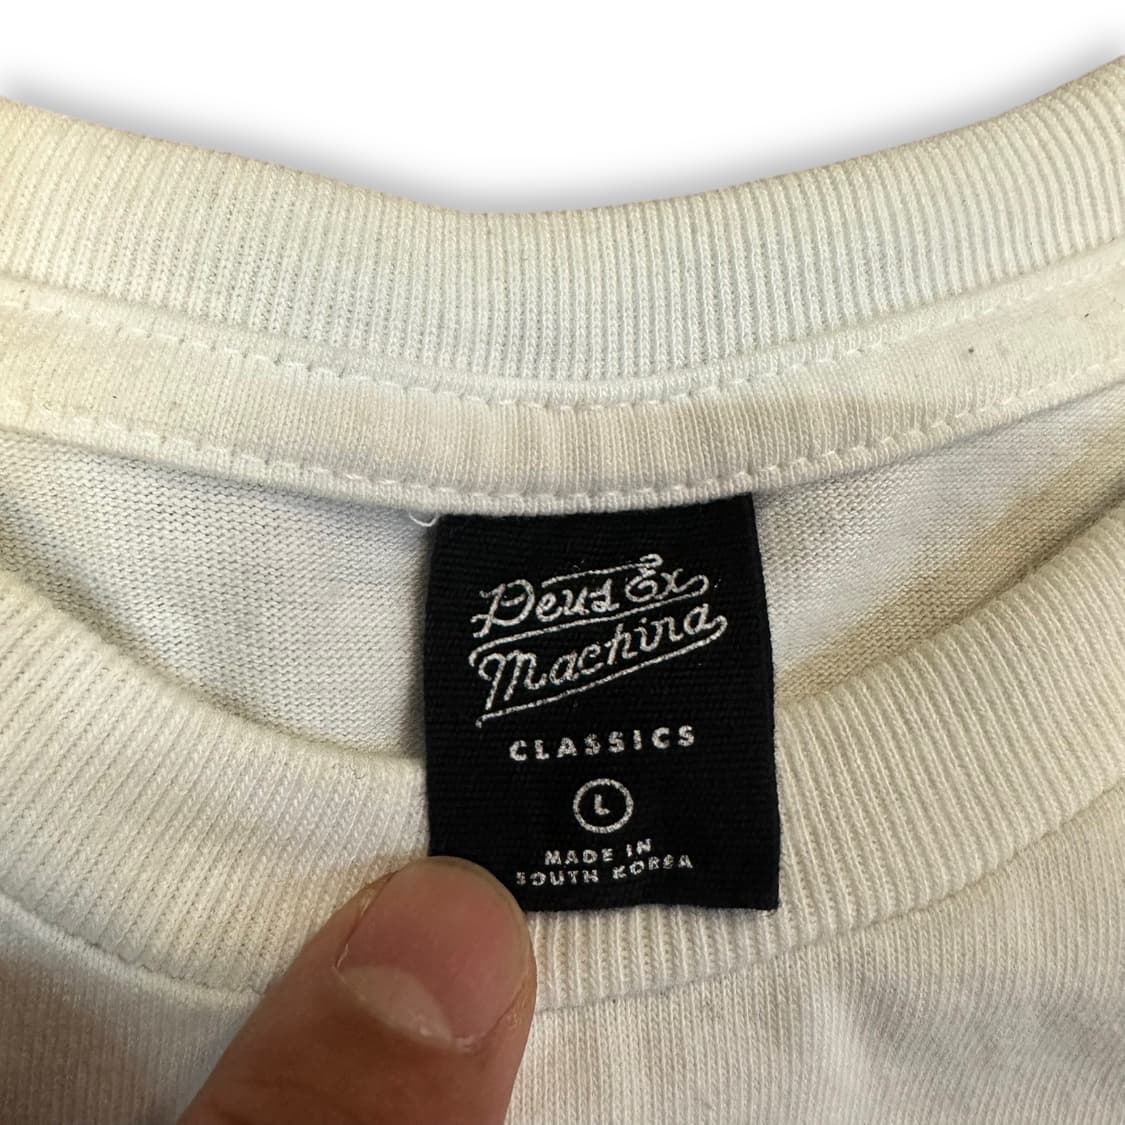 Deus Ex
Machina
CLASSICS
L
MADE IN
SOUTH KOREA